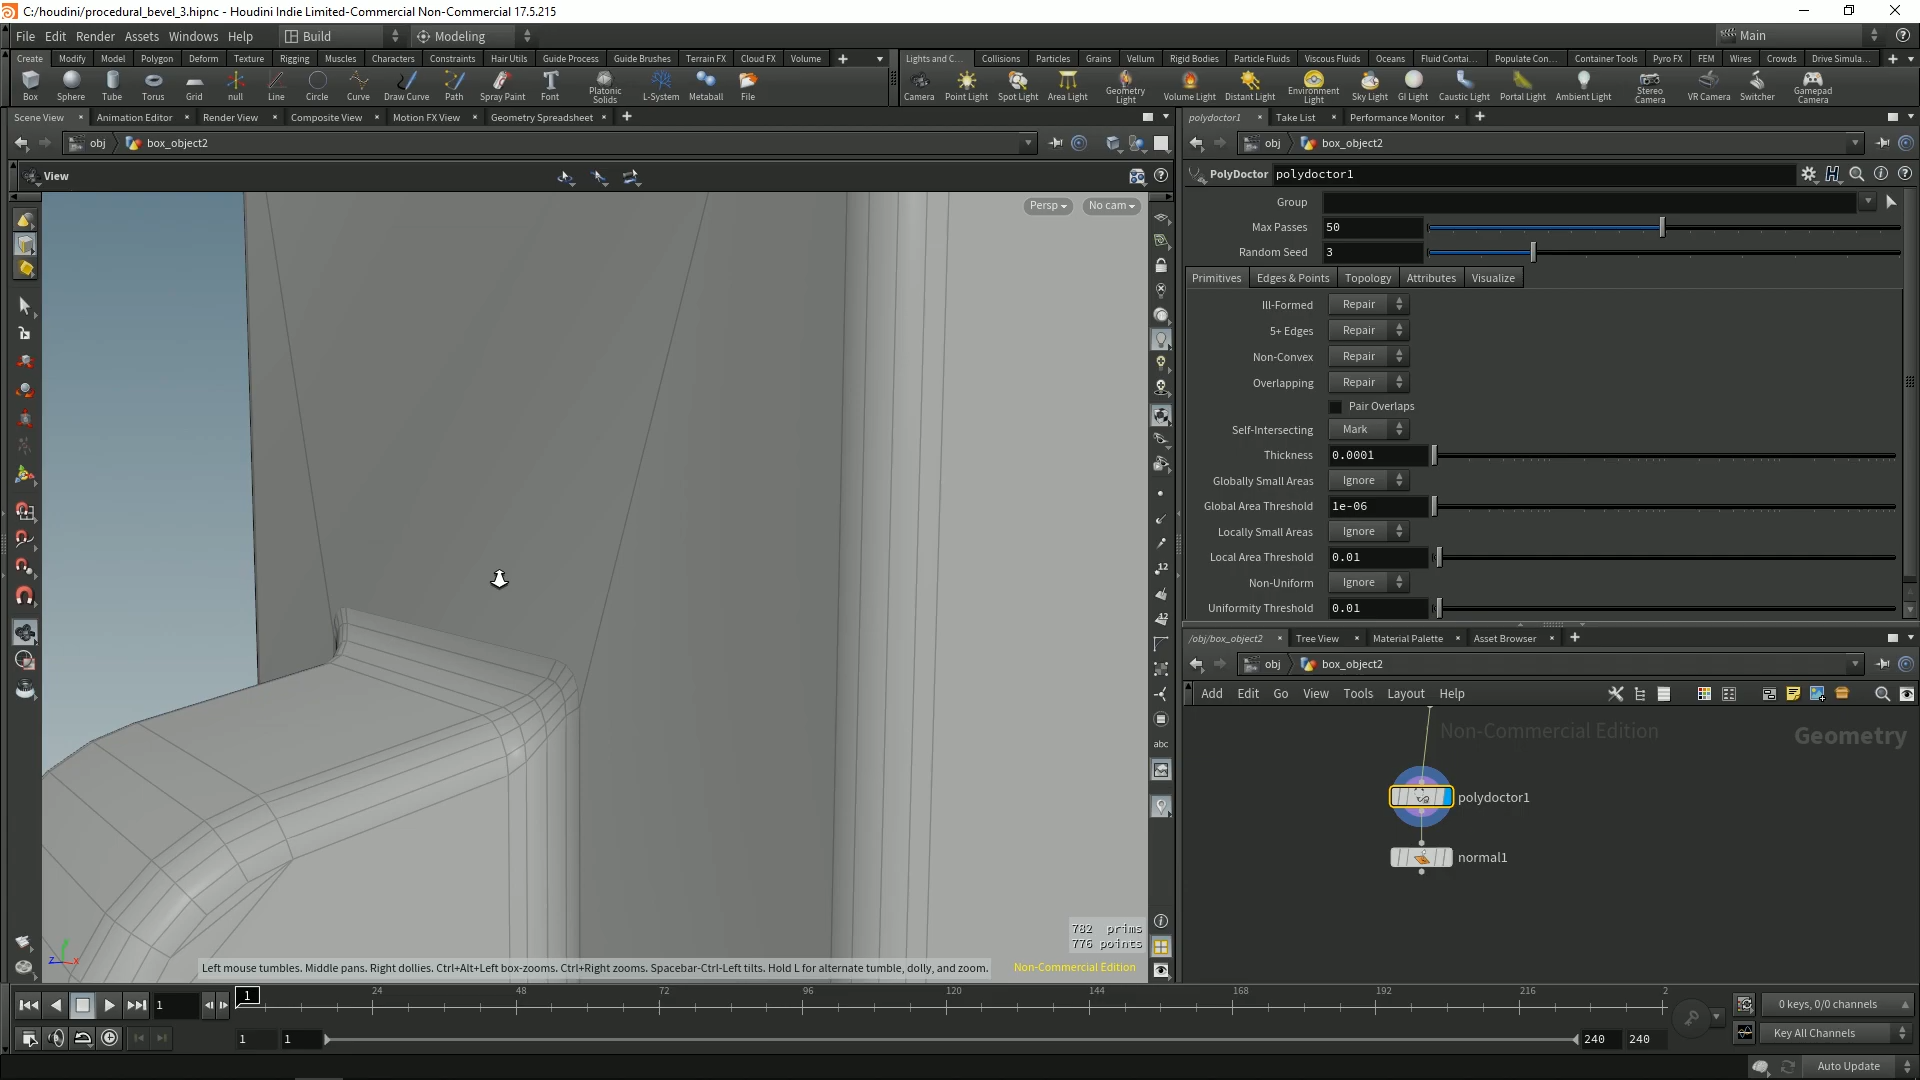 C:/houdini/procedural_bevel_3.hipnc - Houdini Indie Limited-Commercial Non-Commercial 17.5.215
File Edit Render Assets Windows Help Build Modeling Main
Create Modify Model Polygon Deform Texture Rigging Muscles Characters Constraints Hair Utils Guide Process Guide Brushes Terrain FX Cloud FX Volume
Lights and C... Collisions Particles Grains Vellum Rigid Bodies Particle Fluids Viscous Fluids Oceans Fluid Contai... Populate Con... Container Tools Pyro FX FEM Wires Crowds Drive Simula...
Box Sphere Tube Torus Grid null Line Circle Curve Draw Curve Path Spray Paint Font Platonic Solids L-System Metaball File
Camera Point Light Spot Light Area Light Geometry Light Volume Light Distant Light Environment Light Sky Light GI Light Caustic Light Portal Light Ambient Light Stereo Camera VR Camera Switcher Gamepad Camera
Scene View Animation Editor Render View Composite View Motion FX View Geometry Spreadsheet
polydoctor1 Take List Performance Monitor
obj box_object2
obj box_object2
View
Persp No cam
PolyDoctor polydoctor1
Group
Max Passes 50
Random Seed 3
Primitives Edges & Points Topology Attributes Visualize
Ill-Formed Repair
5+ Edges Repair
Non-Convex Repair
Overlapping Repair
Pair Overlaps
Self-Intersecting Mark
Thickness 0.0001
Globally Small Areas Ignore
Global Area Threshold 1e-06
Locally Small Areas Ignore
Local Area Threshold 0.01
Non-Uniform Ignore
Uniformity Threshold 0.01
/obj/box_object2 Tree View Material Palette Asset Browser
obj box_object2
Add Edit Go View Tools Layout Help
Non-Commercial Edition
Geometry
polydoctor1
normal1
12
12
abc
782 prims
776 points
z x
Left mouse tumbles. Middle pans. Right dollies. Ctrl+Alt+Left box-zooms. Ctrl+Right zooms. Spacebar-Ctrl-Left tilts. Hold L for alternate tumble, dolly, and zoom.
Non-Commercial Edition
1 1 24 48 72 96 120 144 168 192 216 2
0 keys, 0/0 channels
1 1 240 240
Key All Channels
Auto Update